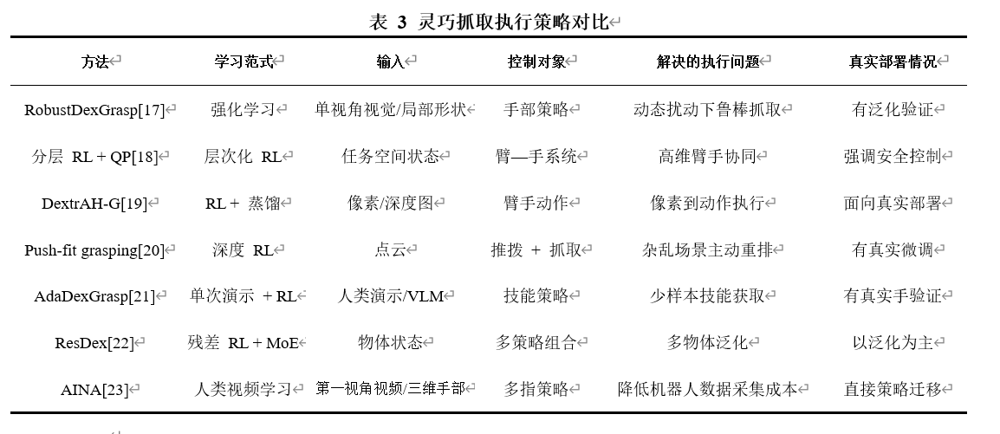 表 3 灵巧抓取执行策略对比
方法 学习范式 输入 控制对象 解决的执行问题 真实部署情况
RobustDexGrasp[17] 强化学习 单视角视觉/局部形状 手部策略 动态扰动下鲁棒抓取 有泛化验证
分层 RL + QP[18] 层次化 RL 任务空间状态 臂—手系统 高维臂手协同 强调安全控制
DextrAH-G[19] RL + 蒸馏 像素/深度图 臂手动作 像素到动作执行 面向真实部署
Push-fit grasping[20] 深度 RL 点云 推拨 + 抓取 杂乱场景主动重排 有真实微调
AdaDexGrasp[21] 单次演示 + RL 人类演示/VLM 技能策略 少样本技能获取 有真实手验证
ResDex[22] 残差 RL + MoE 物体状态 多策略组合 多物体泛化 以泛化为主
AINA[23] 人类视频学习 第一视角视频/三维手部 多指策略 降低机器人数据采集成本 直接策略迁移